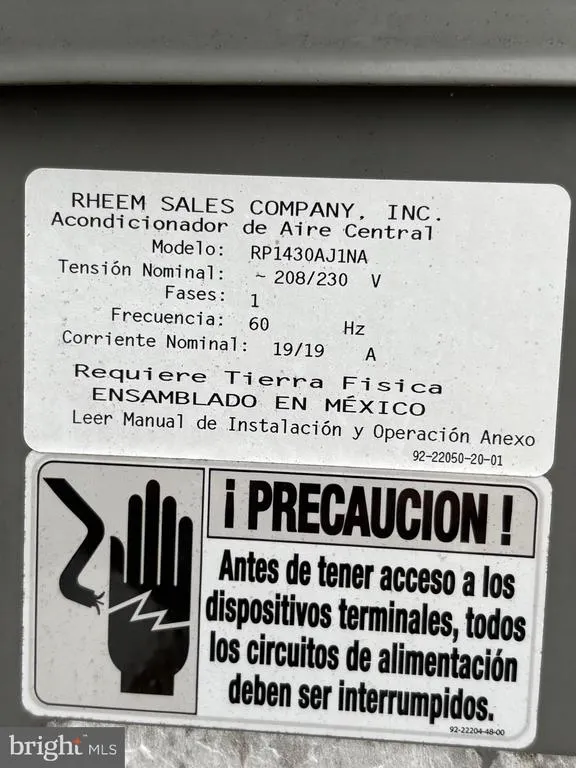 RHEEM SALES COMPANY, INC.
Acondicionador de Aire Central
Modelo: RP1430AJ1NA
Tensión Nominal: ~ 208/230 V
Fases: 1
Frecuencia: 60 Hz
Corriente Nominal: 19/19 A
Requiere Tierra Fisica
ENSAMBLADO EN MÉXICO
Leer Manual de Instalación y Operación Anexo
92-22050-20-01
¡ PRECAUCION !
Antes de tener acceso a los
dispositivos terminales, todos
los circuitos de alimentación
deben ser interrumpidos.
92-22204-48-00
bright MLS